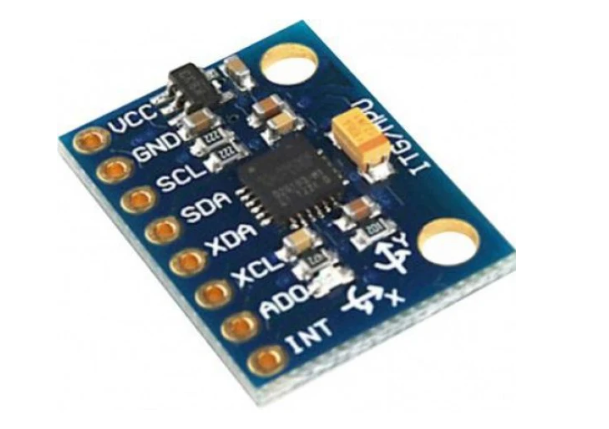 VCC
GND
SCL
SDA
XDA
XCL
ADO
INT
ITG/MPU
Y
X